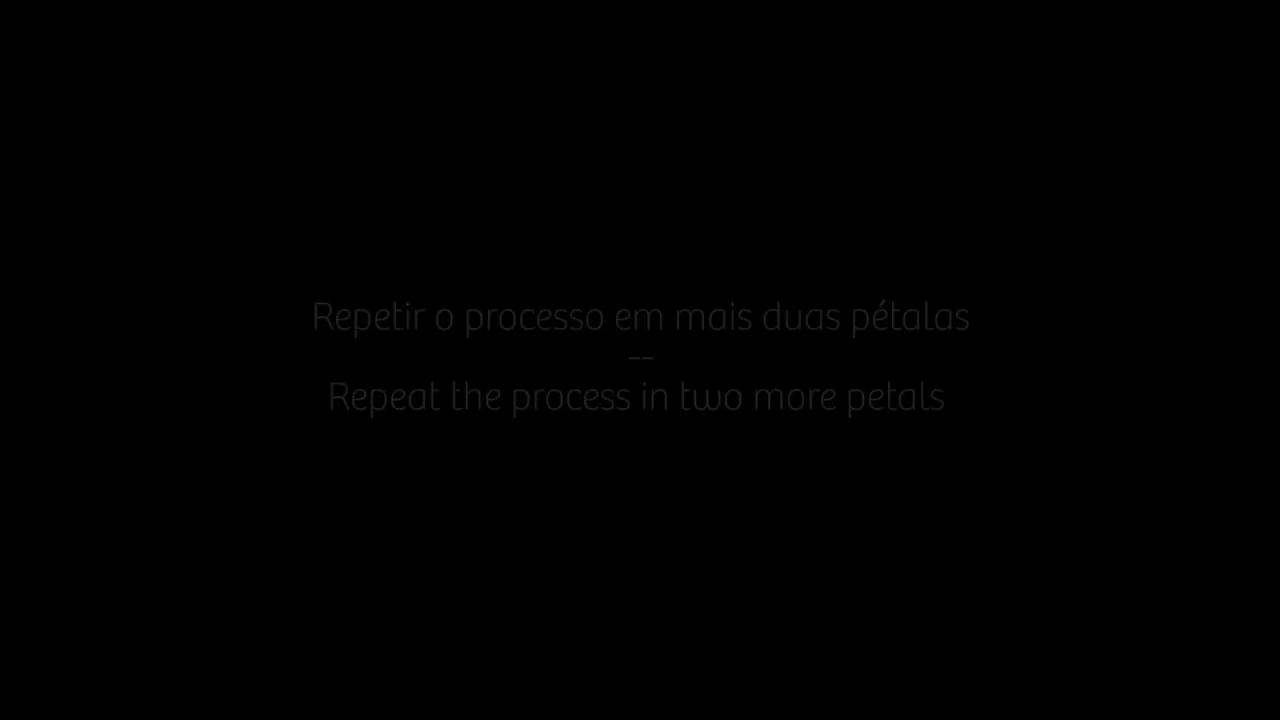 Repetir o processo em mais duas pétalas
--
Repeat the process in two more petals